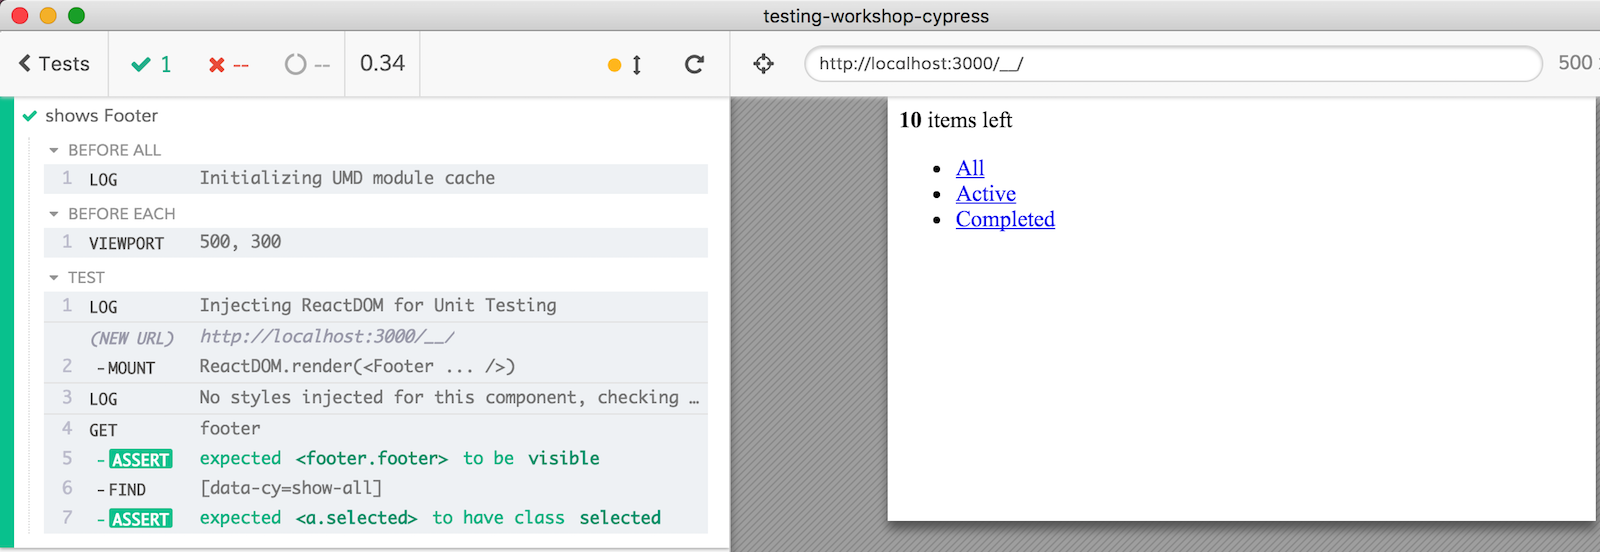 testing-workshop-cypress
Tests 1 -- -- 0.34
http://localhost:3000/__/ 500
shows Footer
BEFORE ALL
1 LOG Initializing UMD module cache
BEFORE EACH
1 VIEWPORT 500, 300
TEST
1 LOG Injecting ReactDOM for Unit Testing
(NEW URL) http://localhost:3000/__/
2 -MOUNT ReactDOM.render(<Footer ... />)
3 LOG No styles injected for this component, checking …
4 GET footer
5 -ASSERT expected <footer.footer> to be visible
6 -FIND [data-cy=show-all]
7 -ASSERT expected <a.selected> to have class selected
10 items left
• All
• Active
• Completed